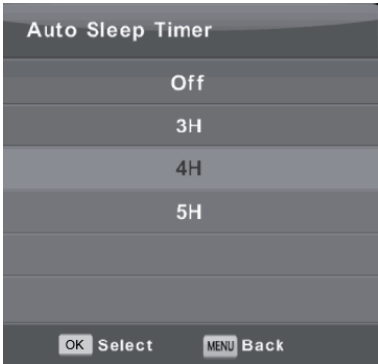 Auto Sleep Timer
Off
3H
4H
5H
OK Select MENU Back